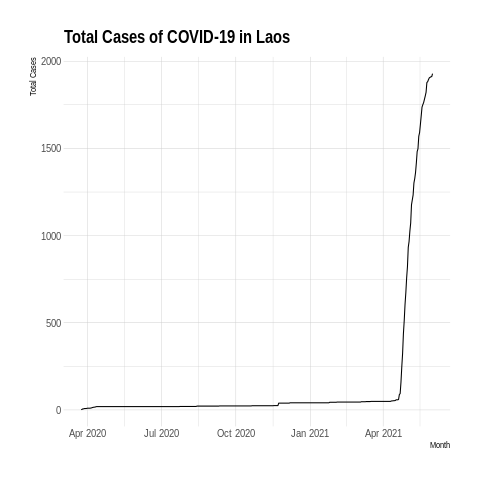 Total Cases of COVID-19 in Laos
Total Cases
2000
1500
1000
500
0
Apr 2020 Jul 2020 Oct 2020 Jan 2021 Apr 2021
Month